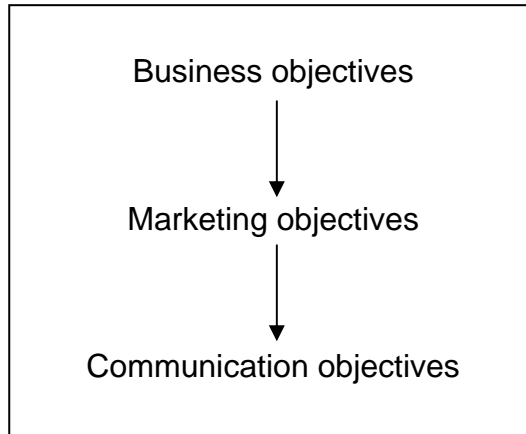 Business objectives
Marketing objectives
Communication objectives